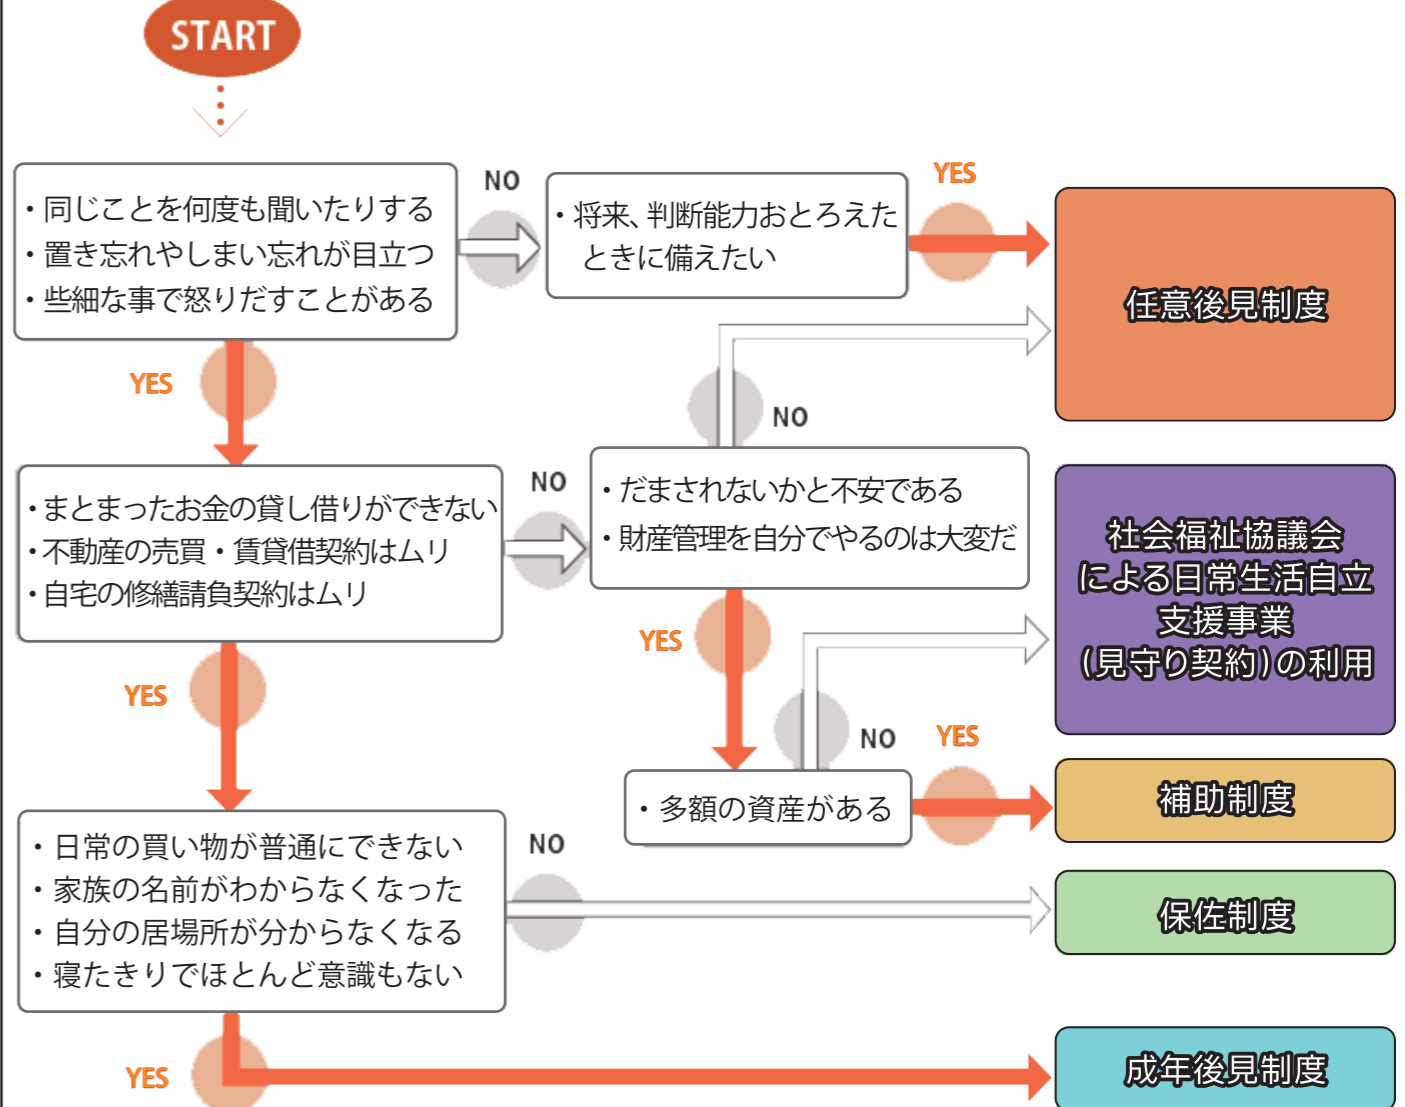 START
・同じことを何度も聞いたりする
・置き忘れやしまい忘れが目立つ
・些細な事で怒りだすことがある
NO
・将来、判断能力おとろえた
ときに備えたい
YES
任意後見制度
YES
NO
・まとまったお金の貸し借りができない
・不動産の売買・賃貸借契約はムリ
・自宅の修繕請負契約はムリ
NO
・だまされないかと不安である
・財産管理を自分でやるのは大変だ
社会福祉協議会
による日常生活自立
支援事業
(見守り契約)の利用
YES
YES
NO
YES
・多額の資産がある
補助制度
・日常の買い物が普通にできない
・家族の名前がわからなくなった
・自分の居場所が分からなくなる
・寝たきりでほとんど意識もない
NO
保佐制度
YES
成年後見制度